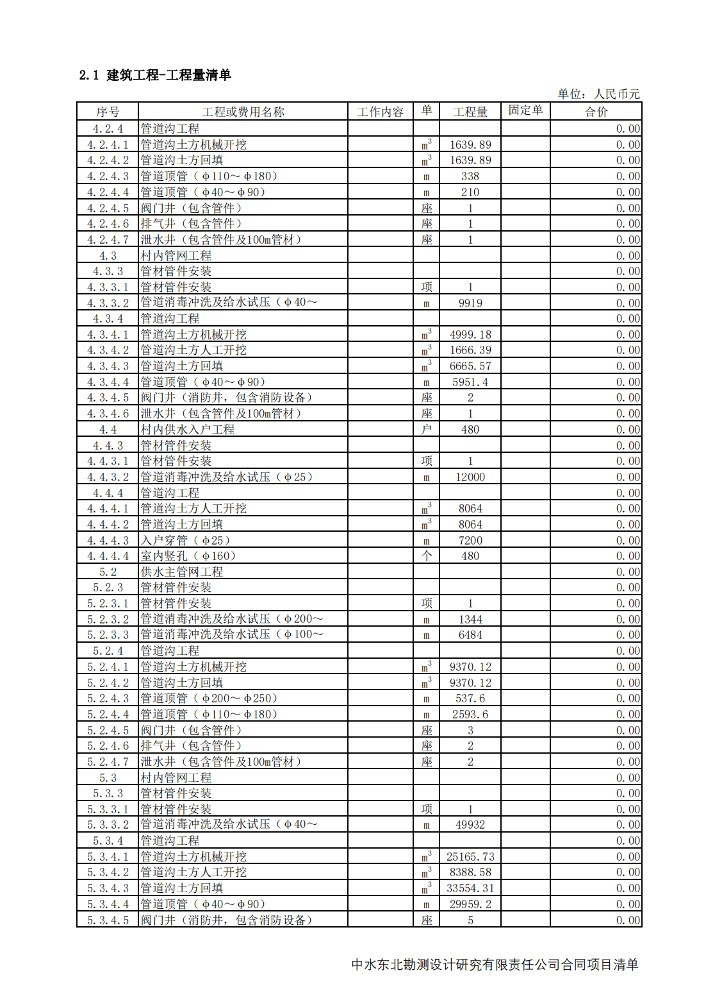 2.1 建筑工程-工程量清单
单位：人民币元
序号 工程或费用名称 工作内容 单 工程量 固定单 合价
4.2.4 管道沟工程 0.00
4.2.4.1 管道沟土方机械开挖 m³ 1639.89 0.00
4.2.4.2 管道沟土方回填 m³ 1639.89 0.00
4.2.4.3 管道顶管（φ110～φ180） m 338 0.00
4.2.4.4 管道顶管（φ40～φ90） m 210 0.00
4.2.4.5 阀门井（包含管件） 座 1 0.00
4.2.4.6 排气井（包含管件） 座 1 0.00
4.2.4.7 泄水井（包含管件及100m管材） 座 1 0.00
4.3 村内管网工程 0.00
4.3.3 管材管件安装 0.00
4.3.3.1 管材管件安装 项 1 0.00
4.3.3.2 管道消毒冲洗及给水试压（φ40～ m 9919 0.00
4.3.4 管道沟工程 0.00
4.3.4.1 管道沟土方机械开挖 m³ 4999.18 0.00
4.3.4.2 管道沟土方人工开挖 m³ 1666.39 0.00
4.3.4.3 管道沟土方回填 m³ 6665.57 0.00
4.3.4.4 管道顶管（φ40～φ90） m 5951.4 0.00
4.3.4.5 阀门井（消防井，包含消防设备） 座 2 0.00
4.3.4.6 泄水井（包含管件及100m管材） 座 1 0.00
4.4 村内供水入户工程 户 480 0.00
4.4.3 管材管件安装 0.00
4.4.3.1 管材管件安装 项 1 0.00
4.4.3.2 管道消毒冲洗及给水试压（φ25） m 12000 0.00
4.4.4 管道沟工程 0.00
4.4.4.1 管道沟土方人工开挖 m³ 8064 0.00
4.4.4.2 管道沟土方回填 m³ 8064 0.00
4.4.4.3 入户穿管（φ25） m 7200 0.00
4.4.4.4 室内竖孔（φ160） 个 480 0.00
5.2 供水主管网工程 0.00
5.2.3 管材管件安装 0.00
5.2.3.1 管材管件安装 项 1 0.00
5.2.3.2 管道消毒冲洗及给水试压（φ200～ m 1344 0.00
5.2.3.3 管道消毒冲洗及给水试压（φ100～ m 6484 0.00
5.2.4 管道沟工程 0.00
5.2.4.1 管道沟土方机械开挖 m³ 9370.12 0.00
5.2.4.2 管道沟土方回填 m³ 9370.12 0.00
5.2.4.3 管道顶管（φ200～φ250） m 537.6 0.00
5.2.4.4 管道顶管（φ110～φ180） m 2593.6 0.00
5.2.4.5 阀门井（包含管件） 座 3 0.00
5.2.4.6 排气井（包含管件） 座 2 0.00
5.2.4.7 泄水井（包含管件及100m管材） 座 2 0.00
5.3 村内管网工程 0.00
5.3.3 管材管件安装 0.00
5.3.3.1 管材管件安装 项 1 0.00
5.3.3.2 管道消毒冲洗及给水试压（φ40～ m 49932 0.00
5.3.4 管道沟工程 0.00
5.3.4.1 管道沟土方机械开挖 m³ 25165.73 0.00
5.3.4.2 管道沟土方人工开挖 m³ 8388.58 0.00
5.3.4.3 管道沟土方回填 m³ 33554.31 0.00
5.3.4.4 管道顶管（φ40～φ90） m 29959.2 0.00
5.3.4.5 阀门井（消防井，包含消防设备） 座 5 0.00
中水东北勘测设计研究有限责任公司合同项目清单